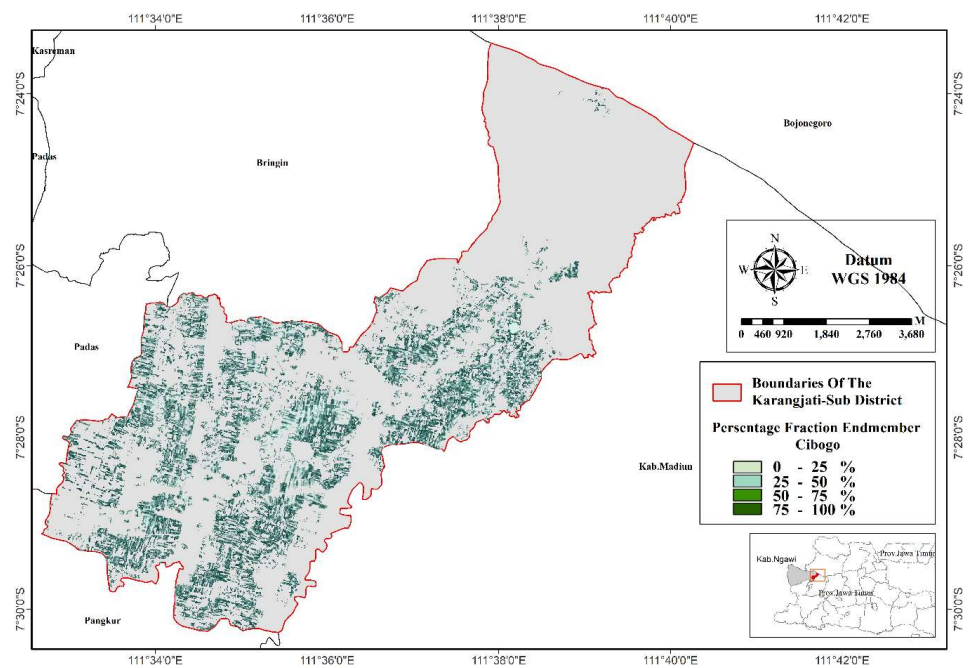 111°34'0"E 111°36'0"E 111°38'0"E 111°40'0"E 111°42'0"E
Kasreman
7°24'0"S 7°24'0"S
Bojonegoro
Padas
Bringin
N
W E
S
Datum
WGS 1984
7°26'0"S 7°26'0"S
0 460 920 1,840 2,760 3,680
M
Padas
Boundaries Of The
Karangjati-Sub District
Persentage Fraction Endmember
Cibogo
0 - 25 %
25 - 50 %
50 - 75 %
75 - 100 %
7°28'0"S 7°28'0"S
Kab.Madiun
Kab.Ngawi
Prov.Jawa Timur
Prov.Jawa Timur
7°30'0"S 7°30'0"S
Pangkur
111°34'0"E 111°36'0"E 111°38'0"E 111°40'0"E 111°42'0"E